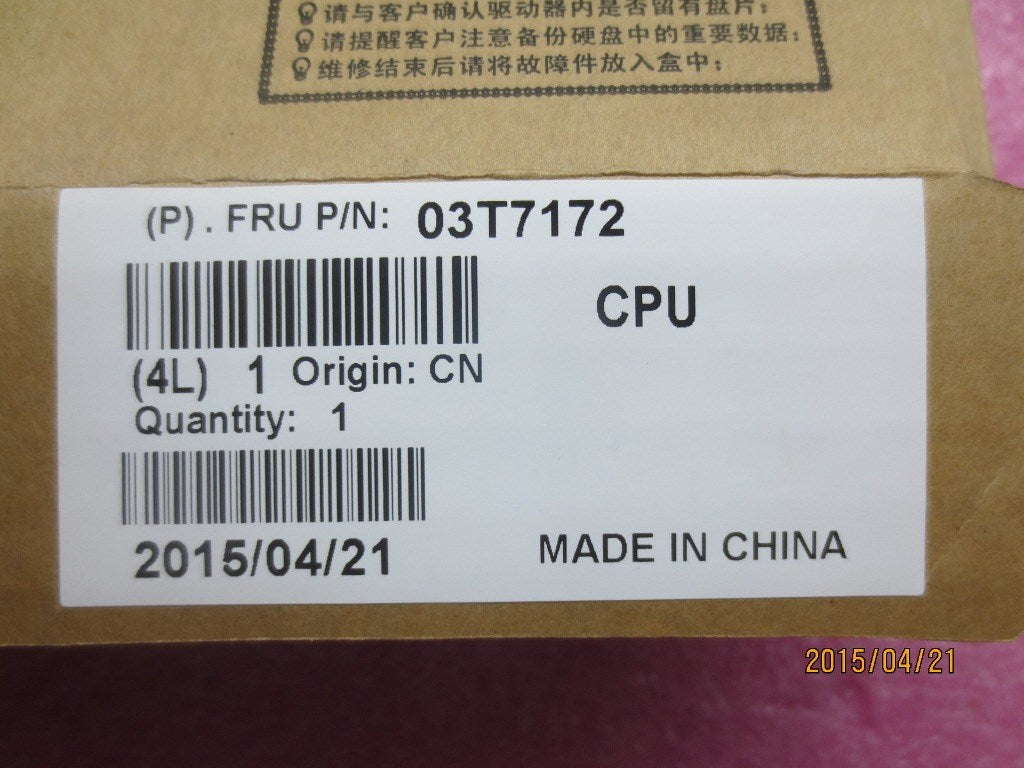 请与客户确认驱动器内是否留有盘片;
请提醒客户注意备份硬盘中的重要数据;
维修结束后请将故障件放入盒中;
(P) . FRU P/N: 03T7172
CPU
(4L) 1 Origin: CN
Quantity: 1
2015/04/21
MADE IN CHINA
2015/04/21